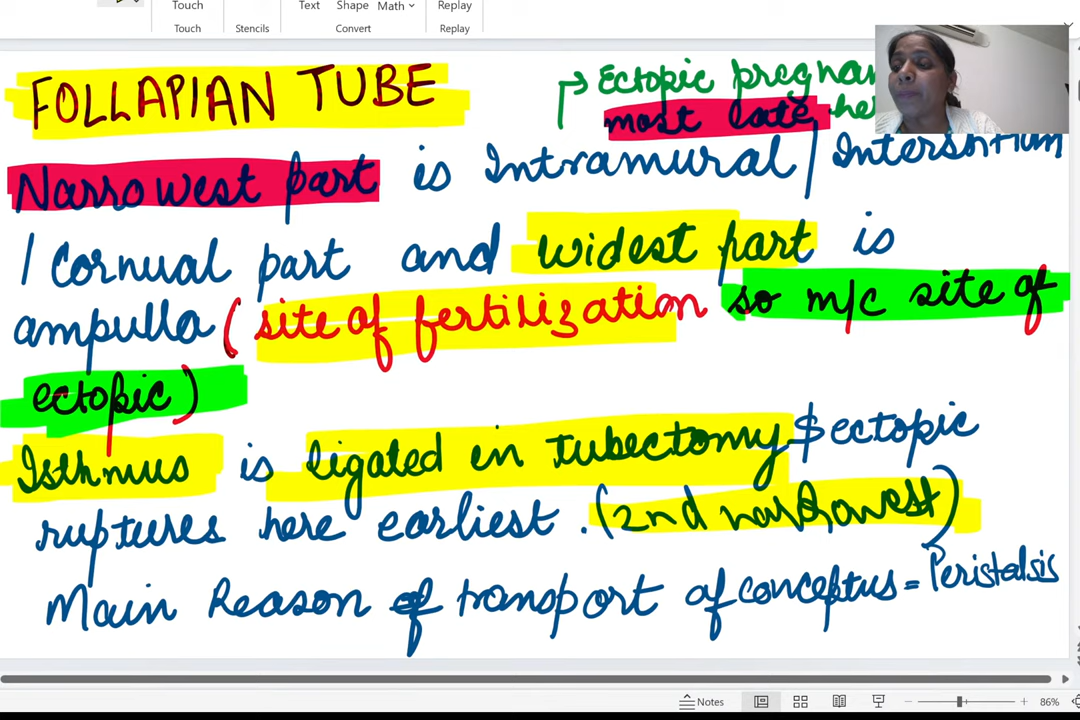 Touch Text Shape Math Replay
Touch Stencils Convert Replay
FOLLAPIAN TUBE
Ectopic pregnan
most late, he
Narrowest part is Intramural / Interstitium
/ Cornual part and widest part is
ampulla ( site of fertilization so m/c site of
ectopic)
Isthmus is ligated in tubectomy $ ectopic
ruptures here earliest. (2nd narrowest)
Main Reason of transport of conceptus = Peristalsis
Notes 86%